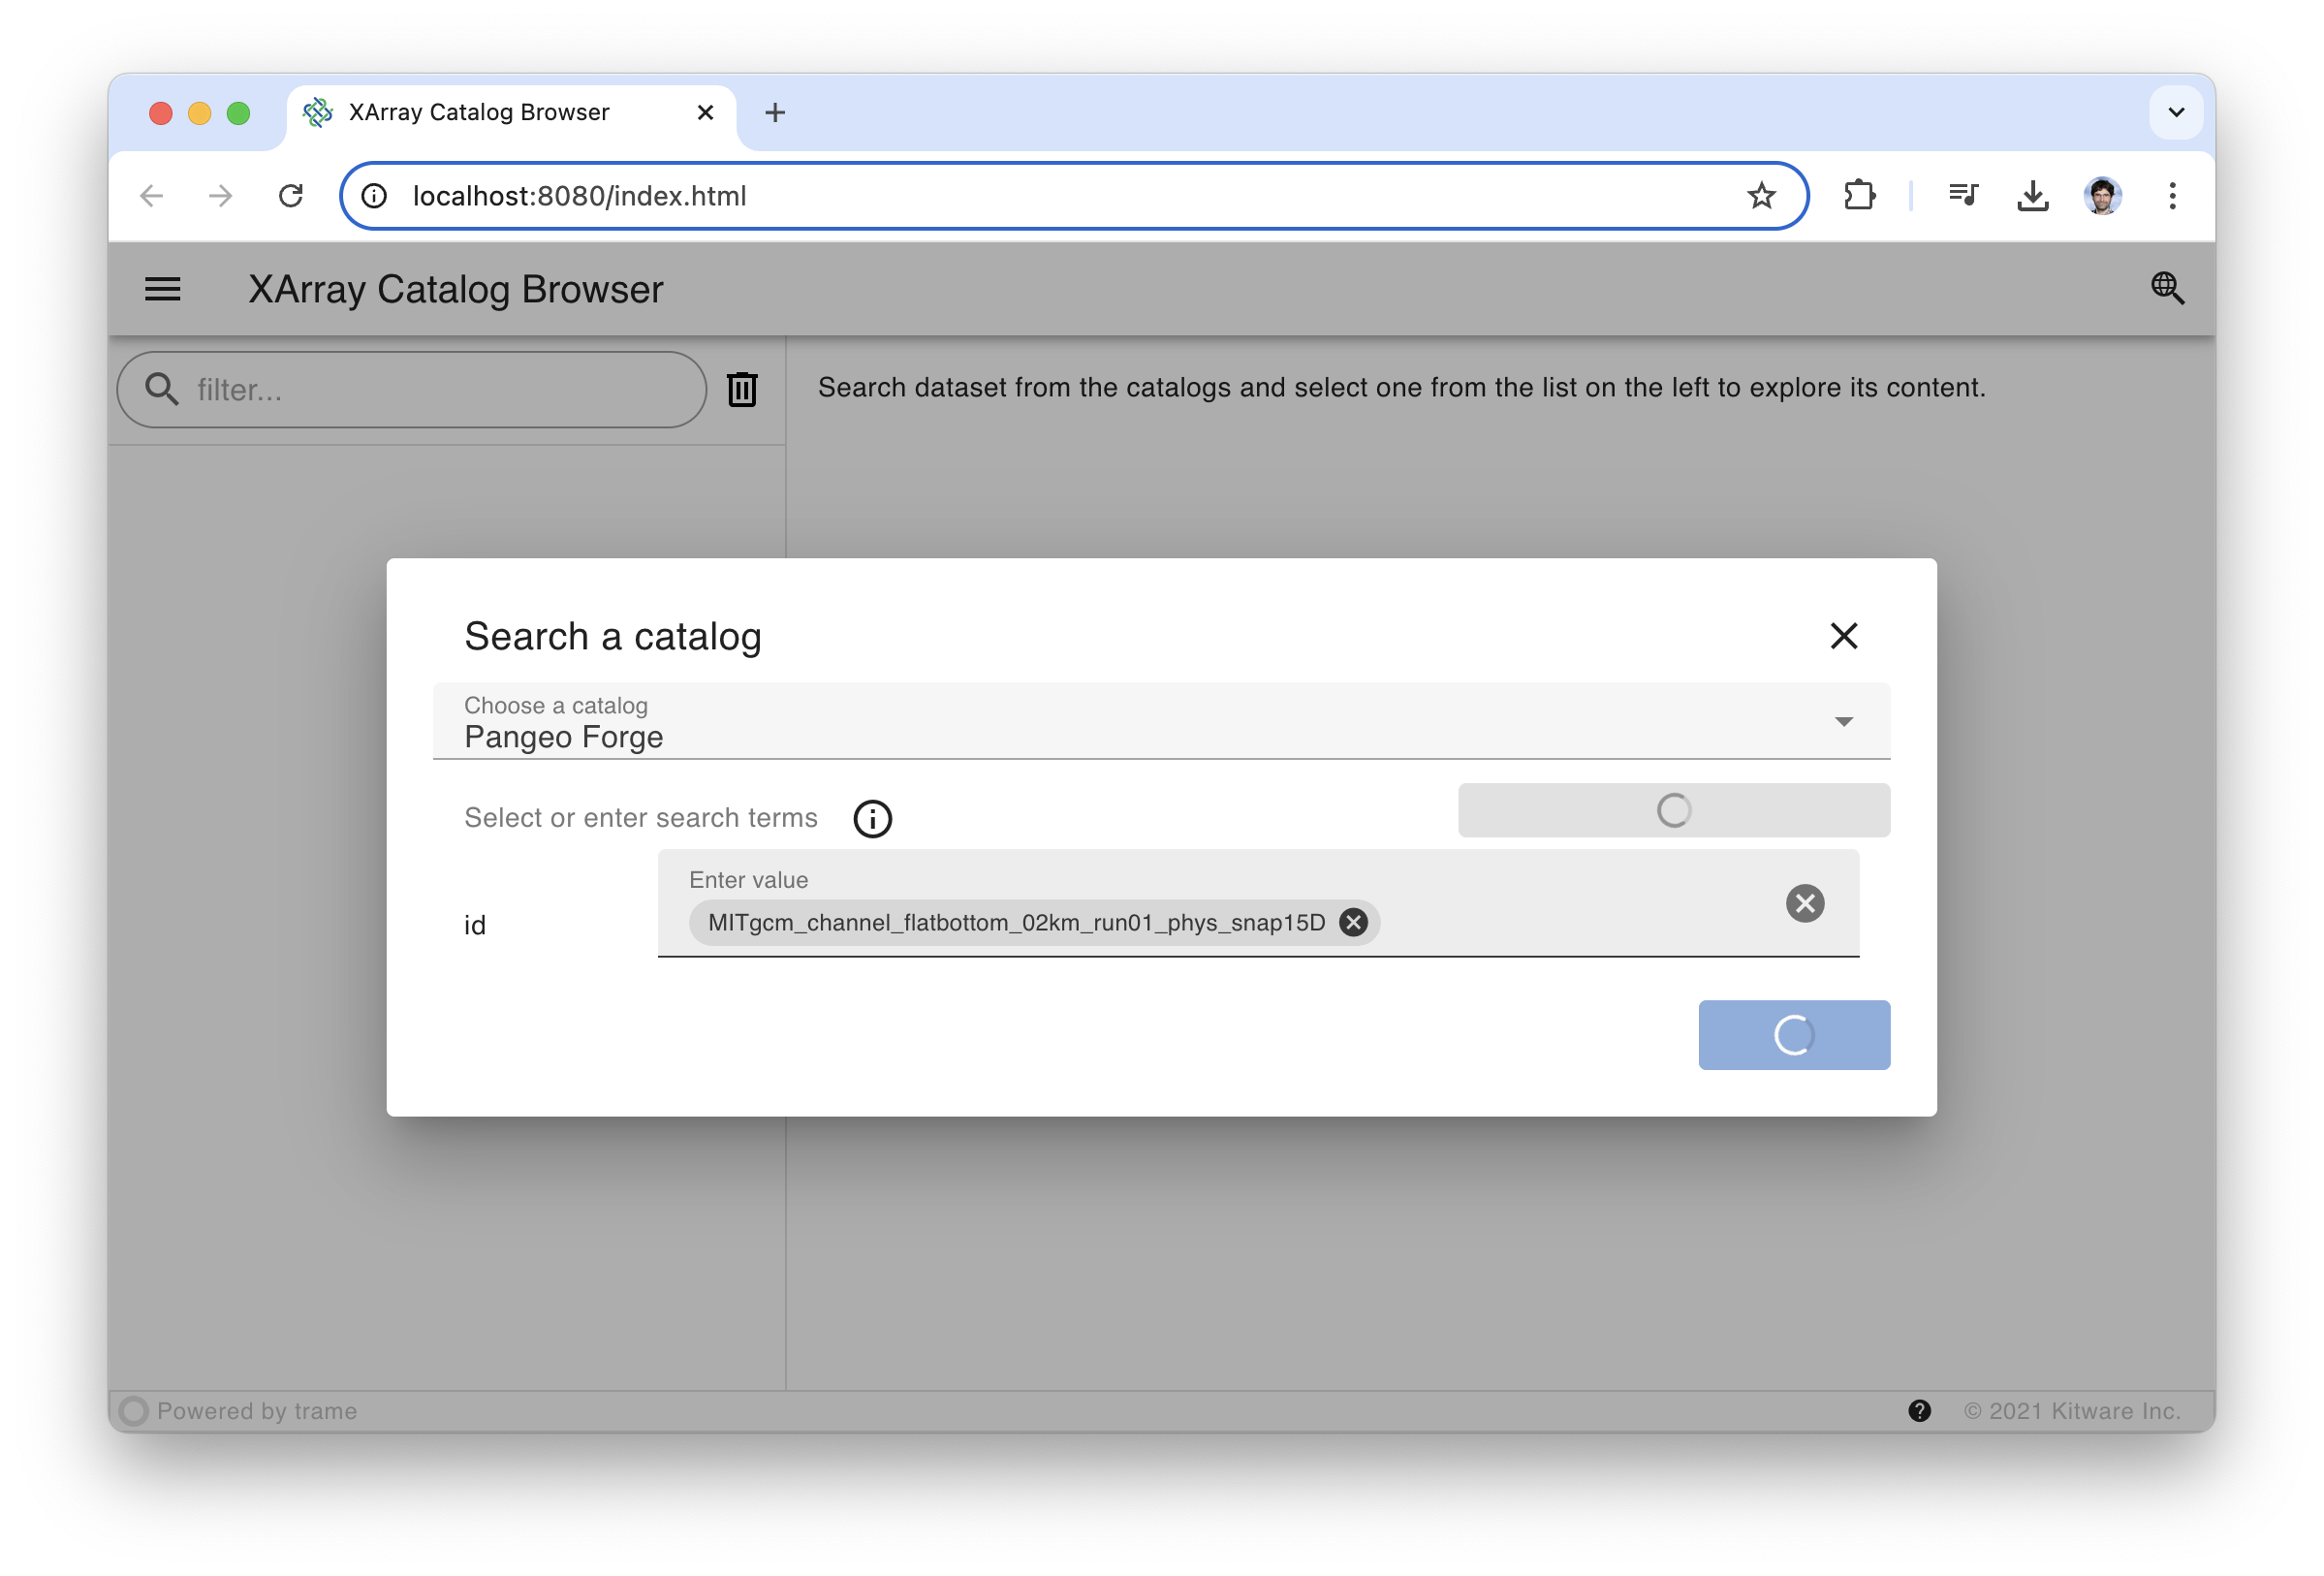 XArray Catalog Browser
localhost:8080/index.html
XArray Catalog Browser
filter...
Search dataset from the catalogs and select one from the list on the left to explore its content.
Search a catalog
Choose a catalog
Pangeo Forge
Select or enter search terms
Enter value
id
MITgcm_channel_flatbottom_02km_run01_phys_snap15D
Powered by trame
© 2021 Kitware Inc.